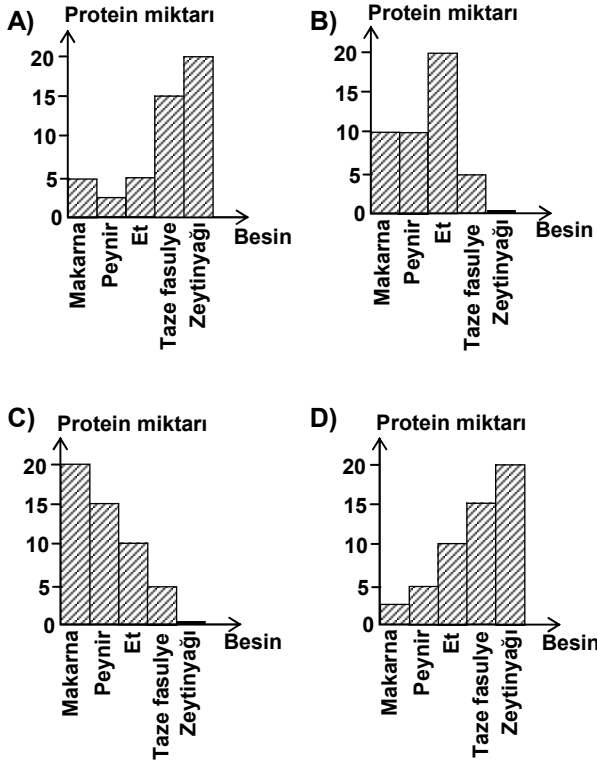 A)
Protein miktarı
20
15
10
5
0
Makarna
Peynir
Et
Taze fasulye
Zeytinyağı
Besin
B)
Protein miktarı
20
15
10
5
0
Makarna
Peynir
Et
Taze fasulye
Zeytinyağı
Besin
C)
Protein miktarı
20
15
10
5
0
Makarna
Peynir
Et
Taze fasulye
Zeytinyağı
Besin
D)
Protein miktarı
20
15
10
5
0
Makarna
Peynir
Et
Taze fasulye
Zeytinyağı
Besin